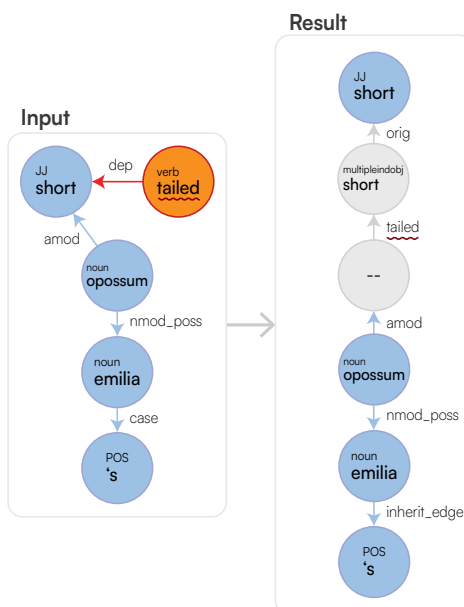 Result
Input
JJ
short
dep
verb
tailed
amod
noun
opossum
nmod_poss
noun
emilia
case
POS
's
JJ
short
orig
multipleindobj
short
tailed
--
amod
noun
opossum
nmod_poss
noun
emilia
inherit_edge
POS
's